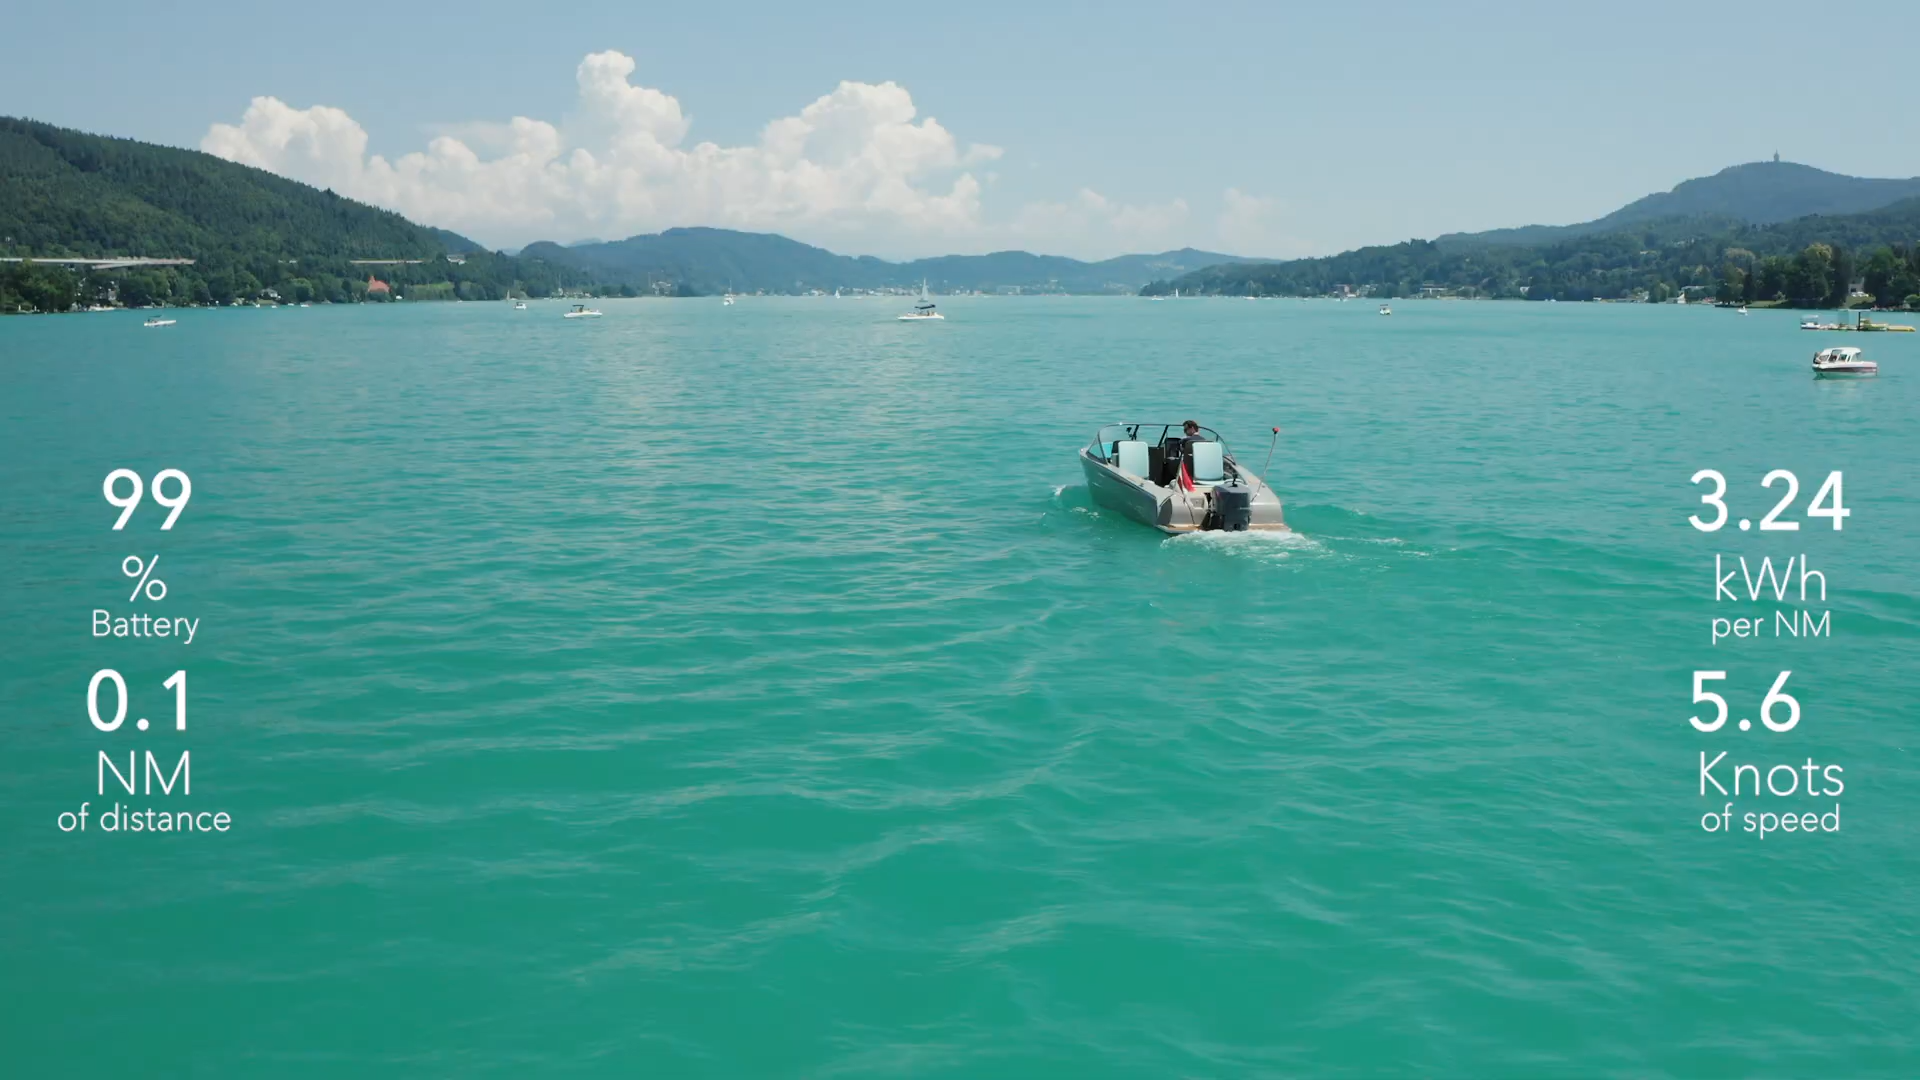 99
%
Battery
0.1
NM
of distance
3.24
kWh
per NM
5.6
Knots
of speed